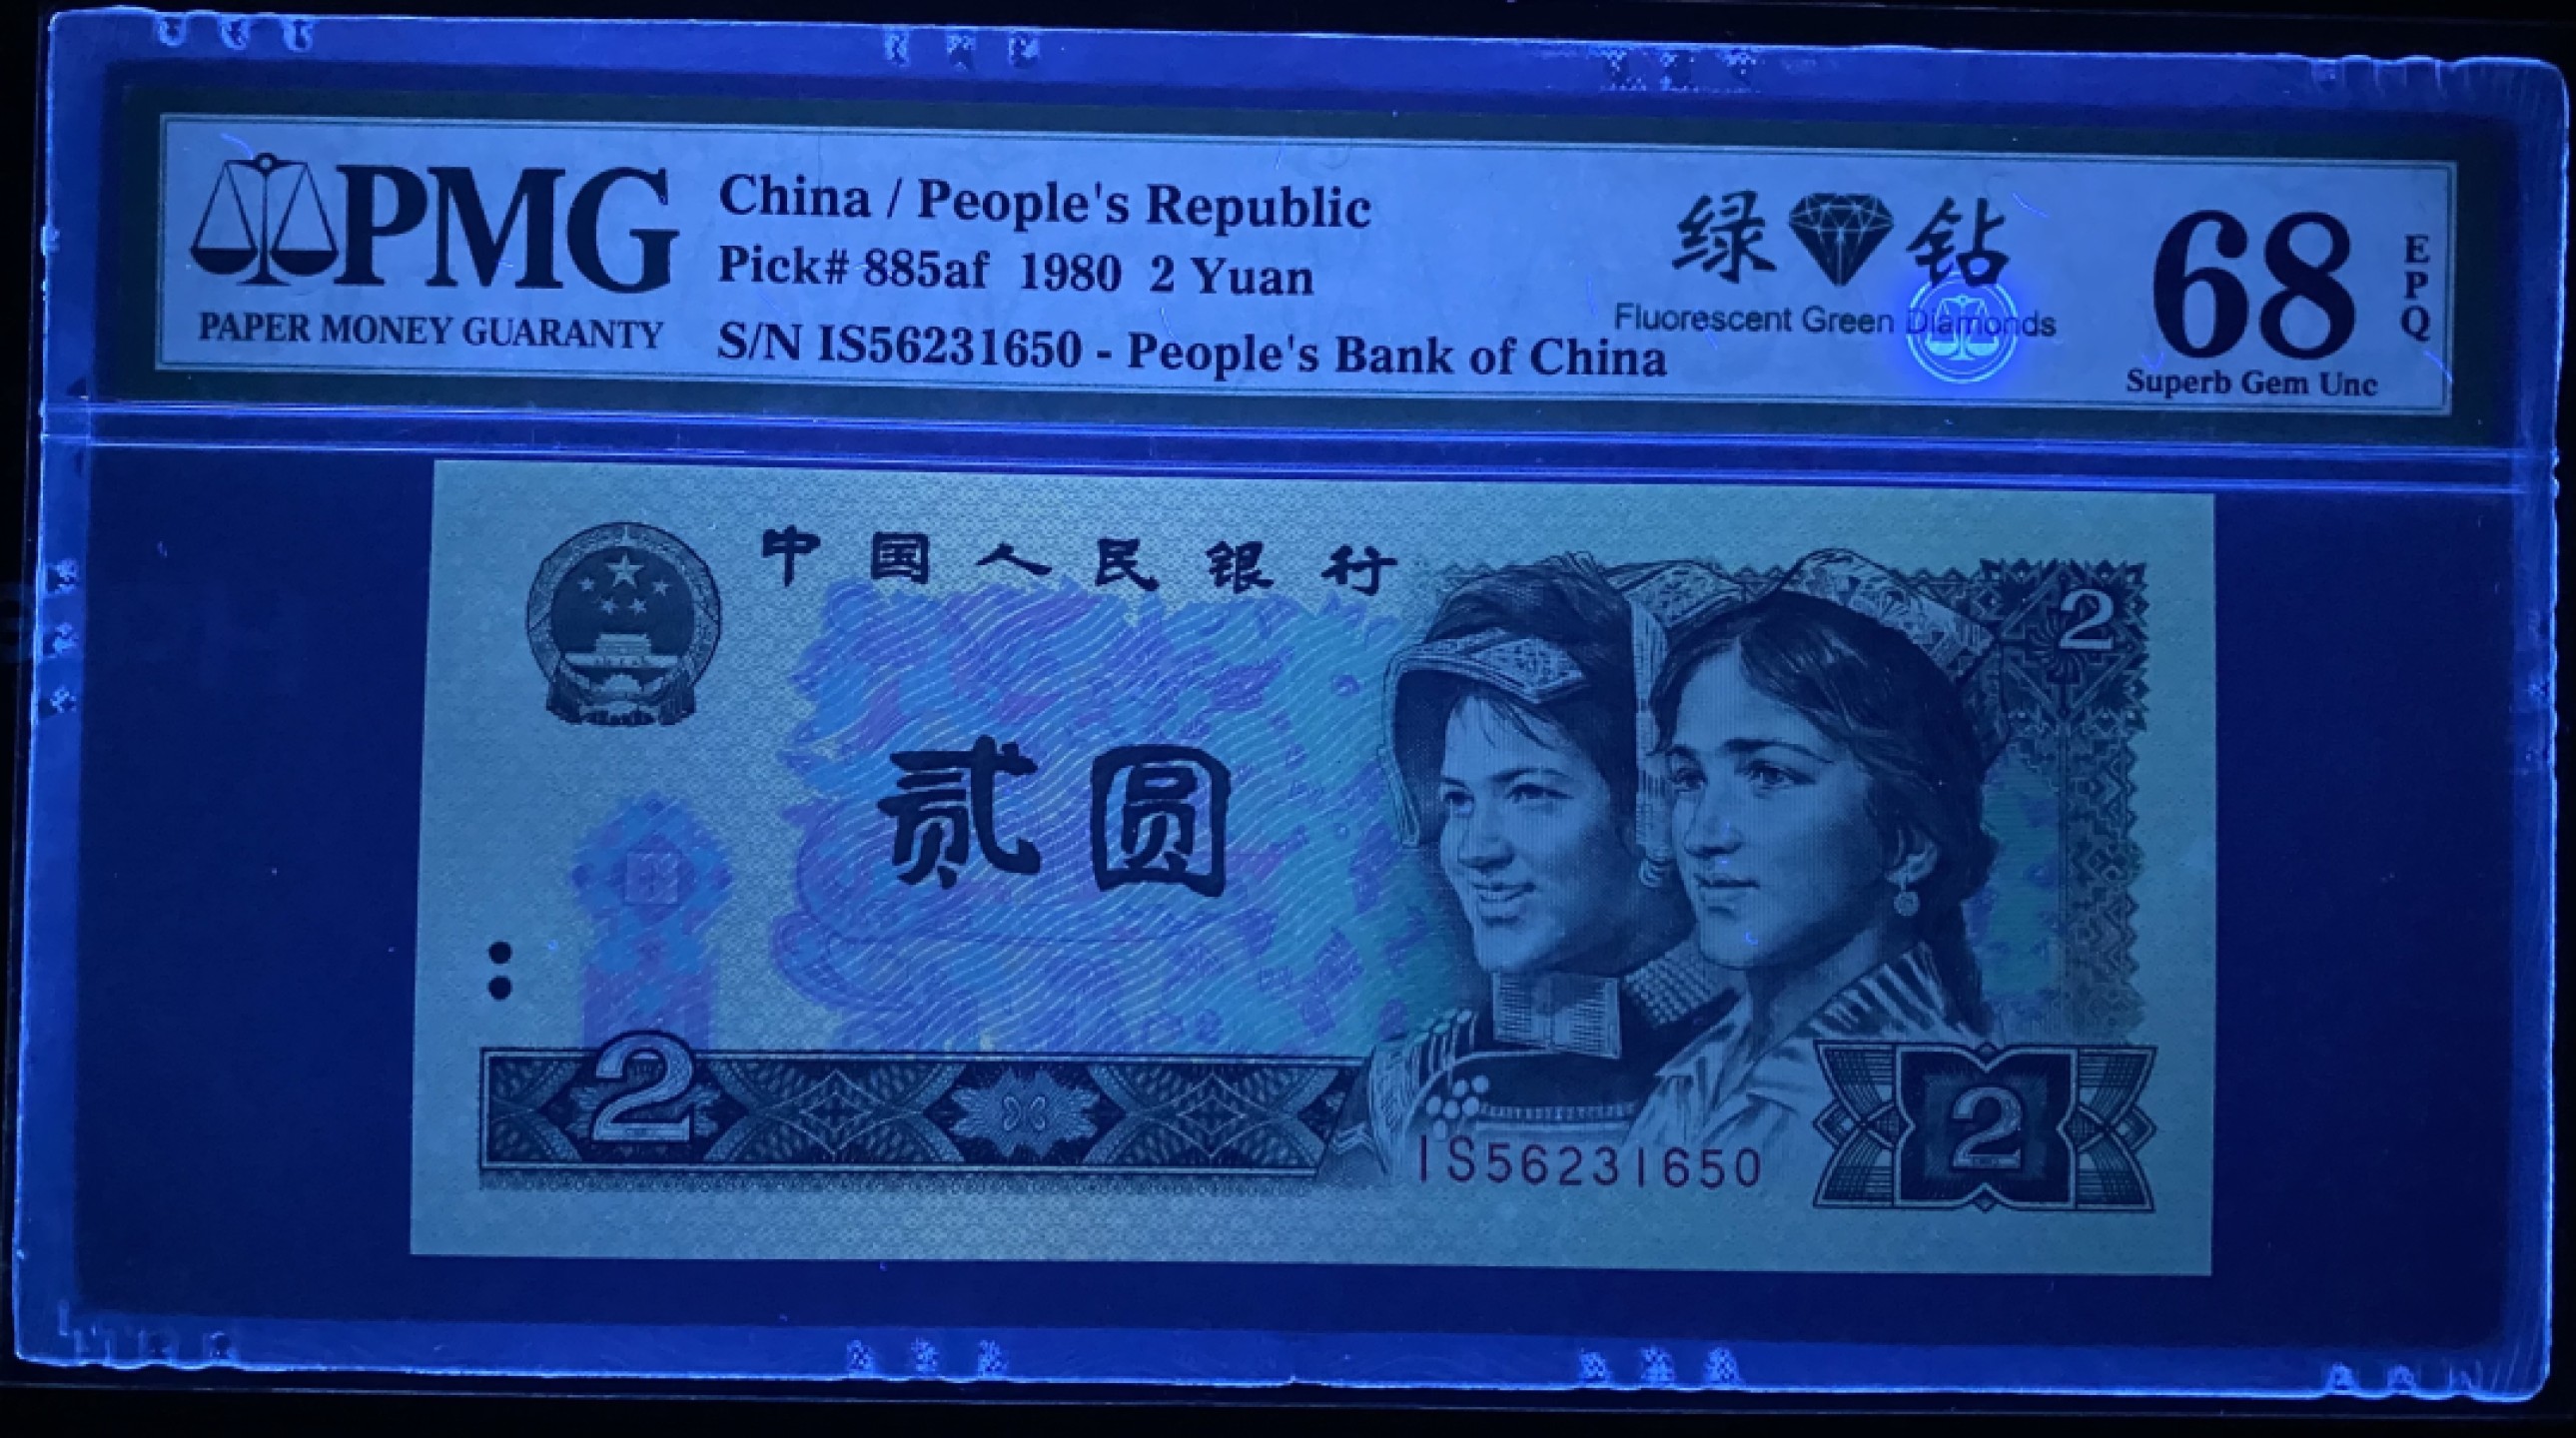 PMG
PAPER MONEY GUARANTY
China / People's Republic
Pick# 885af 1980 2 Yuan
S/N IS56231650 - People's Bank of China
绿 钻
Fluorescent Green Diamonds
68
EPQ
Superb Gem Unc
中国人民银行
2
贰圆
2
IS56231650
2